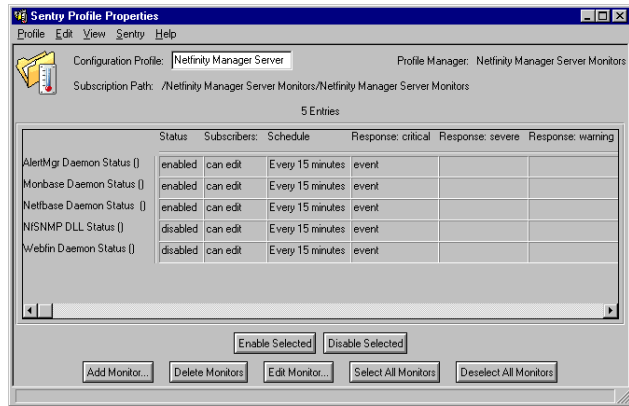 Sentry Profile Properties
Profile Edit View Sentry Help
Configuration Profile: Netfinity Manager Server Profile Manager: Netfinity Manager Server Monitors
Subscription Path: /Netfinity Manager Server Monitors/Netfinity Manager Server Monitors
5 Entries
Status Subscribers: Schedule Response: critical Response: severe Response: warning
AlertMgr Daemon Status () enabled can edit Every 15 minutes event
Monbase Daemon Status () enabled can edit Every 15 minutes event
Netfbase Daemon Status () enabled can edit Every 15 minutes event
NfSNMP DLL Status () disabled can edit Every 15 minutes event
Webfin Daemon Status () disabled can edit Every 15 minutes event
Enable Selected Disable Selected
Add Monitor... Delete Monitors Edit Monitor... Select All Monitors Deselect All Monitors